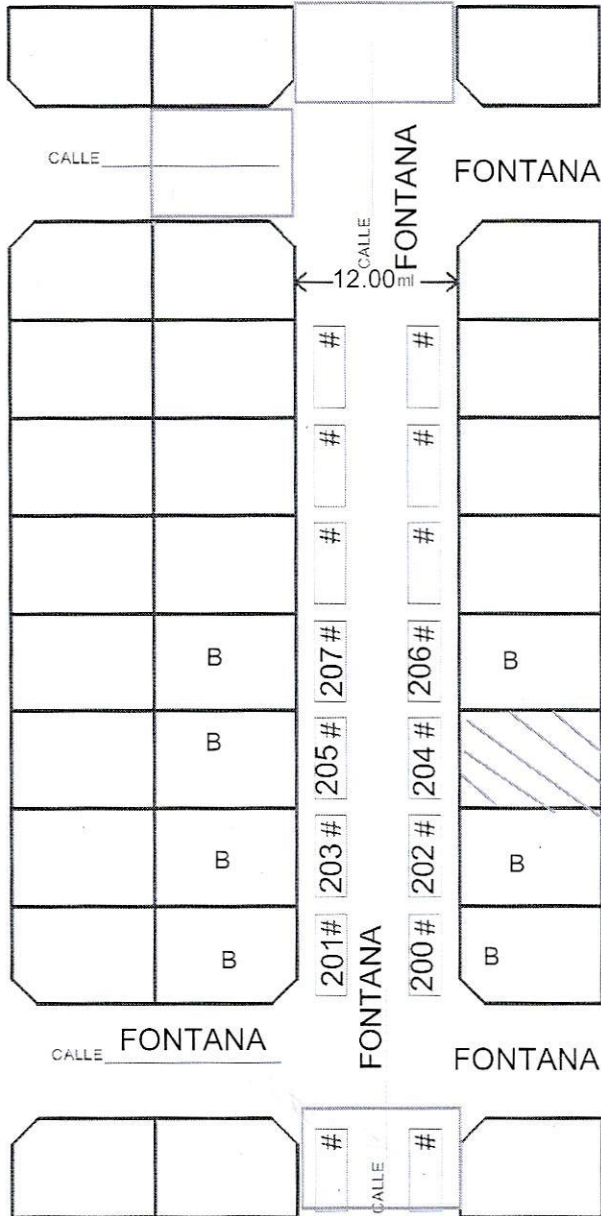 CALLE
FONTANA
CALLE
FONTANA
12.00ml
#
#
#
#
#
#
B
207#
206#
B
B
205#
204#
B
203#
202#
B
B
201#
200#
B
FONTANA
CALLE FONTANA
FONTANA
#
#
CALLE